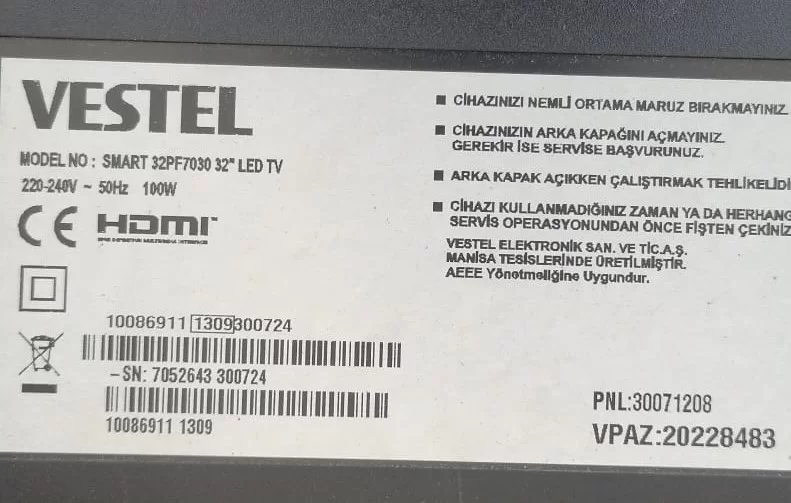 VESTEL
MODEL NO : SMART 32PF7030 32" LED TV
220-240V ~ 50Hz 100W
CE HDMI
10086911 1309300724
-SN: 7052643 300724
10086911 1309
■ CİHAZINIZI NEMLİ ORTAMA MARUZ BIRAKMAYINIZ.
■ CİHAZINIZIN ARKA KAPAĞINI AÇMAYINIZ.
GEREKİR İSE SERVİSE BAŞVURUNUZ.
■ ARKA KAPAK AÇIKKEN ÇALIŞTIRMAK TEHLİKELİDİ
■ CİHAZI KULLANMADIĞINIZ ZAMAN YA DA HERHANG
SERVİS OPERASYONUNDAN ÖNCE FİŞTEN ÇEKİNİZ
VESTEL ELEKTRONİK SAN. VE TİC.A.Ş.
MANİSA TESİSLERİNDE ÜRETİLMİŞTİR.
AEEE Yönetmeliğine Uygundur.
PNL:30071208
VPAZ:20228483